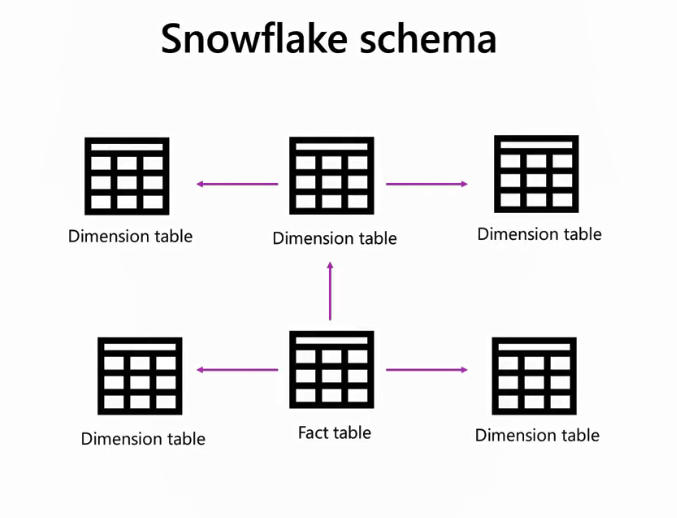 Snowflake schema
Dimension table
Dimension table
Dimension table
Dimension table
Fact table
Dimension table